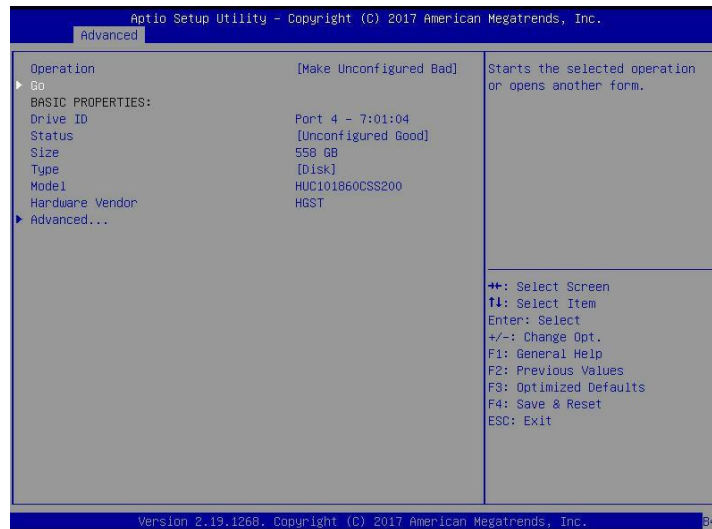 Aptio Setup Utility – Copyright (C) 2017 American Megatrends, Inc.
Advanced
Operation [Make Unconfigured Bad]
Go
BASIC PROPERTIES:
Drive ID Port 4 - 7:01:04
Status [Unconfigured Good]
Size 558 GB
Type [Disk]
Model HUC101860CSS200
Hardware Vendor HGST
Advanced...
Starts the selected operation
or opens another form.
→←: Select Screen
↑↓: Select Item
Enter: Select
+/-: Change Opt.
F1: General Help
F2: Previous Values
F3: Optimized Defaults
F4: Save & Reset
ESC: Exit
Version 2.19.1268. Copyright (C) 2017 American Megatrends, Inc.